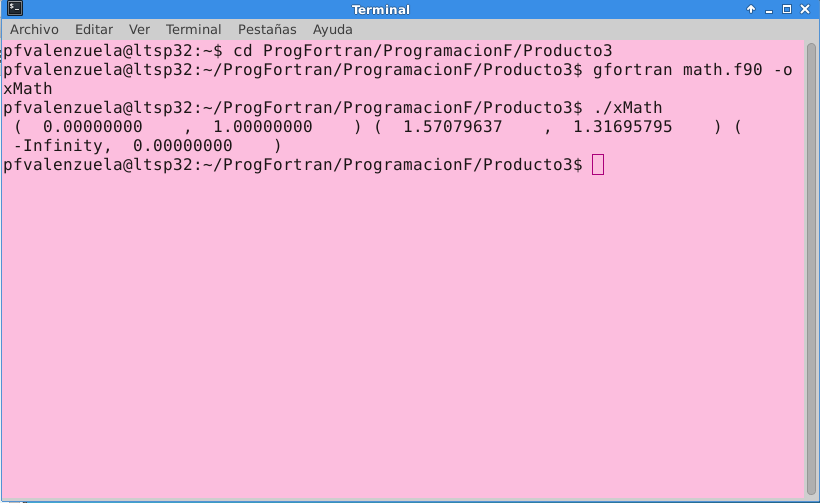 Terminal
Archivo Editar Ver Terminal Pestañas Ayuda
pfvalenzuela@ltsp32:~$ cd ProgFortran/ProgramacionF/Producto3
pfvalenzuela@ltsp32:~/ProgFortran/ProgramacionF/Producto3$ gfortran math.f90 -o
xMath
pfvalenzuela@ltsp32:~/ProgFortran/ProgramacionF/Producto3$ ./xMath
 (  0.00000000    ,  1.00000000    ) (  1.57079637    ,  1.31695795    ) (
 -Infinity,  0.00000000    )
pfvalenzuela@ltsp32:~/ProgFortran/ProgramacionF/Producto3$